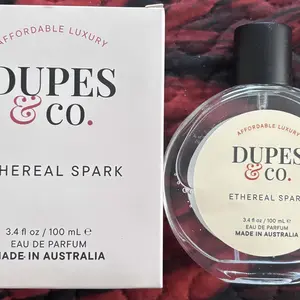 AFFORDABLE LUXURY
DUPES
& CO.
ETHEREAL SPARK
3.4 fl oz / 100 mL ℮
EAU DE PARFUM
MADE IN AUSTRALIA
AFFORDABLE LUXURY
DUPES
& CO.
ETHEREAL SPARK
3.4 fl oz / 100 mL ℮
EAU DE PARFUM
MADE IN AUSTRALIA